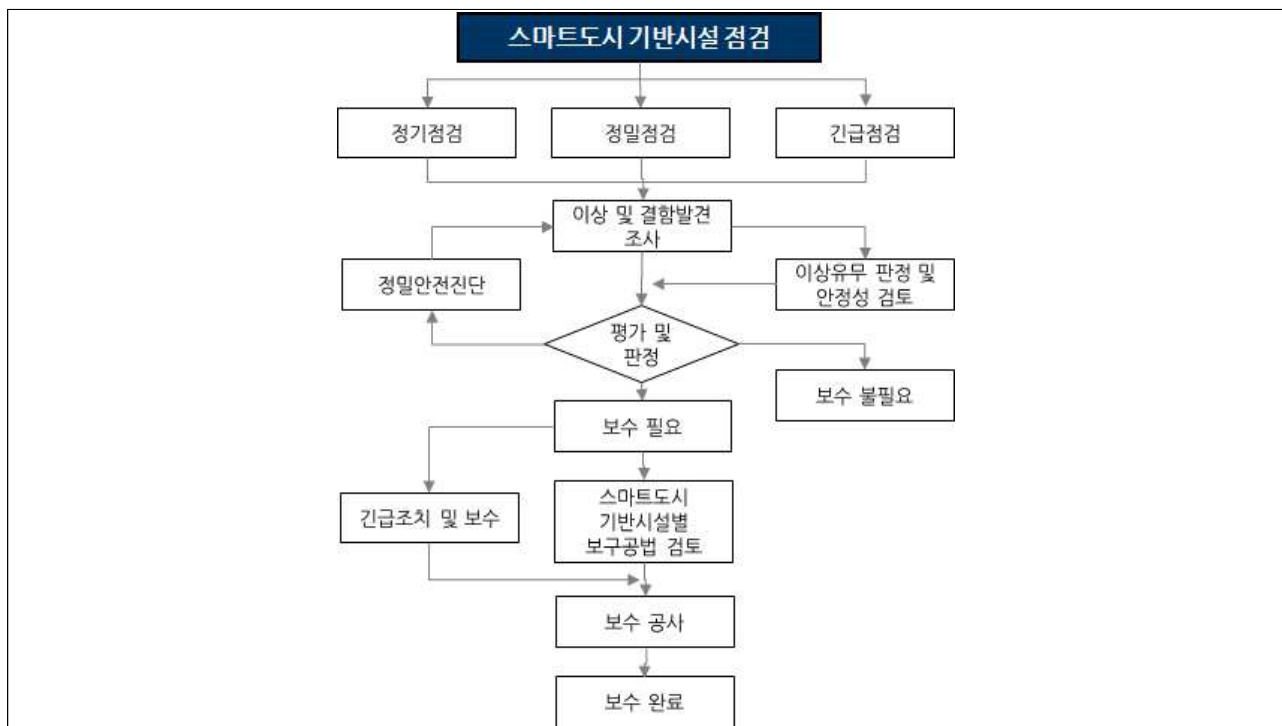 스마트도시 기반시설 점검
정기점검
정밀점검
긴급점검
이상 및 결함발견
조사
정밀안전진단
이상유무 판정 및
안정성 검토
평가 및
판정
보수 불필요
보수 필요
긴급조치 및 보수
스마트도시
기반시설별
보구공법 검토
보수 공사
보수 완료